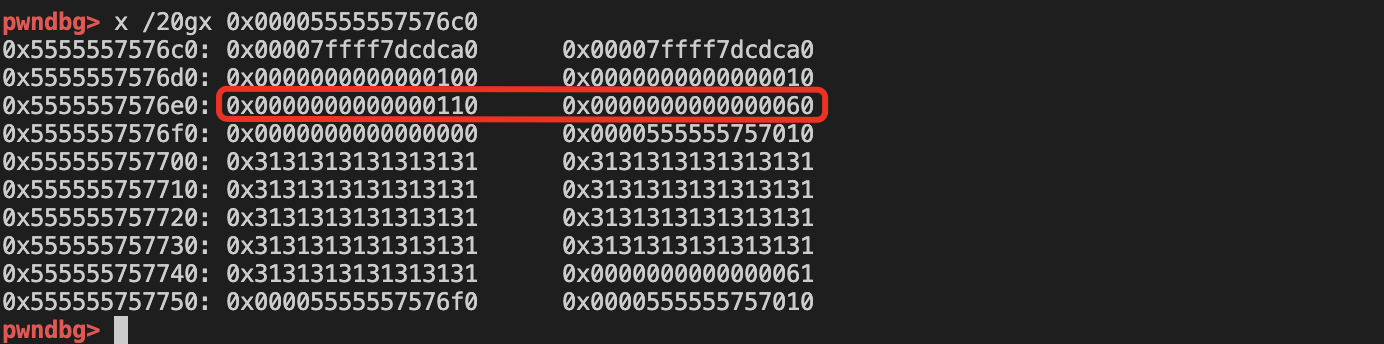 pwndbg> x /20gx 0x00005555557576c0
0x5555557576c0: 0x00007ffff7dcdca0 0x00007ffff7dcdca0
0x5555557576d0: 0x0000000000000100 0x0000000000000010
0x5555557576e0: 0x0000000000000110 0x0000000000000060
0x5555557576f0: 0x0000000000000000 0x0000555555757010
0x555555757700: 0x3131313131313131 0x3131313131313131
0x555555757710: 0x3131313131313131 0x3131313131313131
0x555555757720: 0x3131313131313131 0x3131313131313131
0x555555757730: 0x3131313131313131 0x3131313131313131
0x555555757740: 0x3131313131313131 0x0000000000000061
0x555555757750: 0x00005555557576f0 0x0000555555757010
pwndbg>